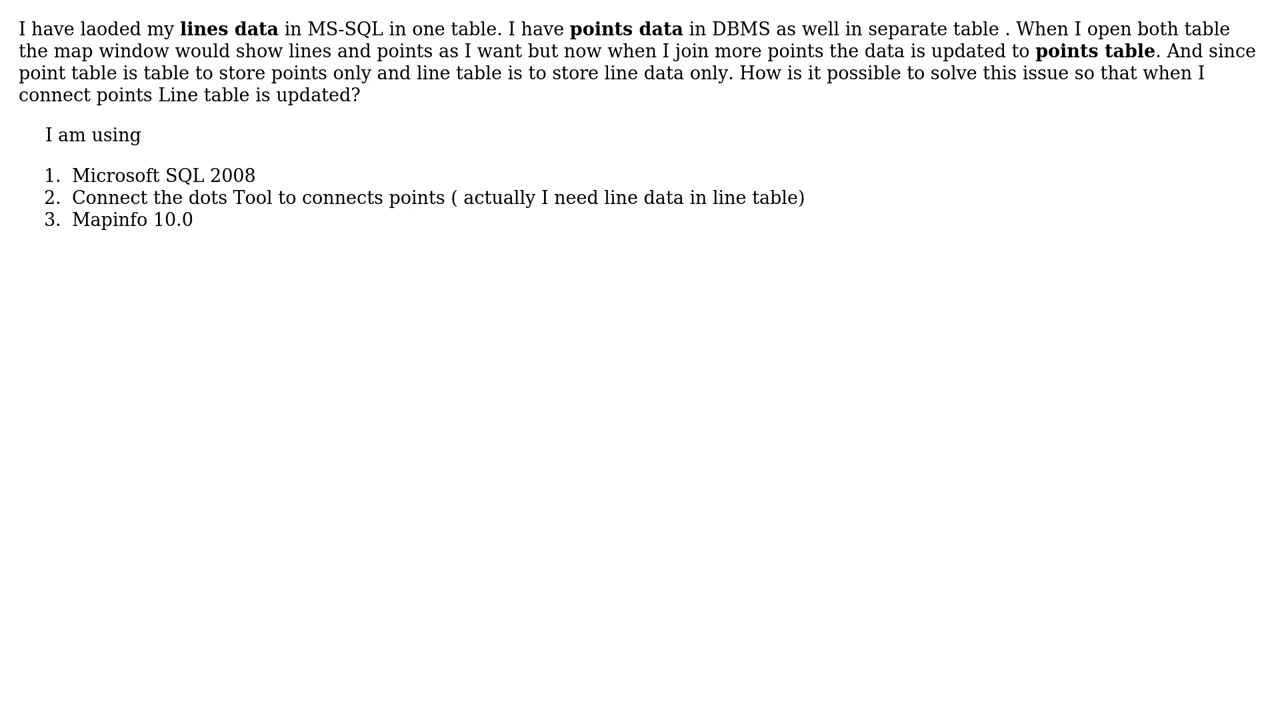 I have laoded my lines data in MS-SQL in one table. I have points data in DBMS as well in separate table . When I open both table
the map window would show lines and points as I want but now when I join more points the data is updated to points table. And since
point table is table to store points only and line table is to store line data only. How is it possible to solve this issue so that when I
connect points Line table is updated?
I am using
1. Microsoft SQL 2008
2. Connect the dots Tool to connects points ( actually I need line data in line table)
3. Mapinfo 10.0